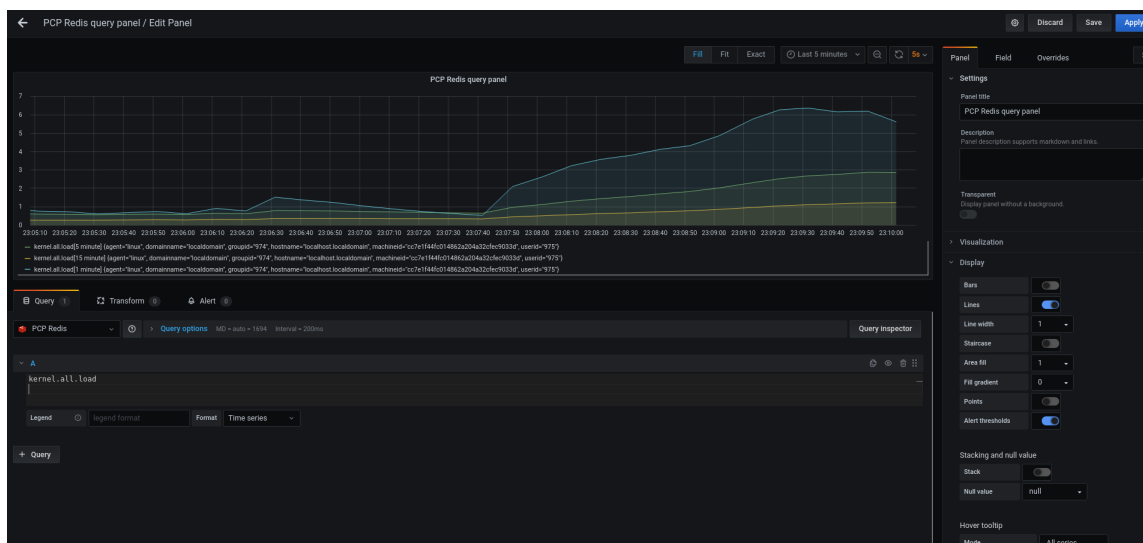 PCP Redis query panel / Edit Panel
Discard
Save
Apply
Fill
Fit
Exact
Last 5 minutes
5s
PCP Redis query panel
7
6
5
4
3
2
1
0
23:05:10 23:05:20 23:05:30 23:05:40 23:05:50 23:06:00 23:06:10 23:06:20 23:06:30 23:06:40 23:06:50 23:07:00 23:07:10 23:07:20 23:07:30 23:07:40 23:07:50 23:08:00 23:08:10 23:08:20 23:08:30 23:08:40 23:08:50 23:09:00 23:09:10 23:09:20 23:09:30 23:09:40 23:09:50 23:10:00
kernel.all.load[5 minute] {agent="linux", domainname="localdomain", groupid="974", hostname="localhost.localdomain", machineid="cc7e1f44fc014862a204a32cfec9033d", userid="975"}
kernel.all.load[15 minute] {agent="linux", domainname="localdomain", groupid="974", hostname="localhost.localdomain", machineid="cc7e1f44fc014862a204a32cfec9033d", userid="975"}
kernel.all.load[1 minute] {agent="linux", domainname="localdomain", groupid="974", hostname="localhost.localdomain", machineid="cc7e1f44fc014862a204a32cfec9033d", userid="975"}
Query 1
Transform 0
Alert 0
PCP Redis
Query options MD = auto = 1694 Interval = 200ms
Query inspector
A
kernel.all.load
Legend
legend format
Format
Time series
+ Query
Panel
Field
Overrides
Settings
Panel title
PCP Redis query panel
Description
Panel description supports markdown and links.
Transparent
Display panel without a background.
Visualization
Display
Bars
Lines
Line width 1
Staircase
Area fill 1
Fill gradient 0
Points
Alert thresholds
Stacking and null value
Stack
Null value null
Hover tooltip
Mode All series